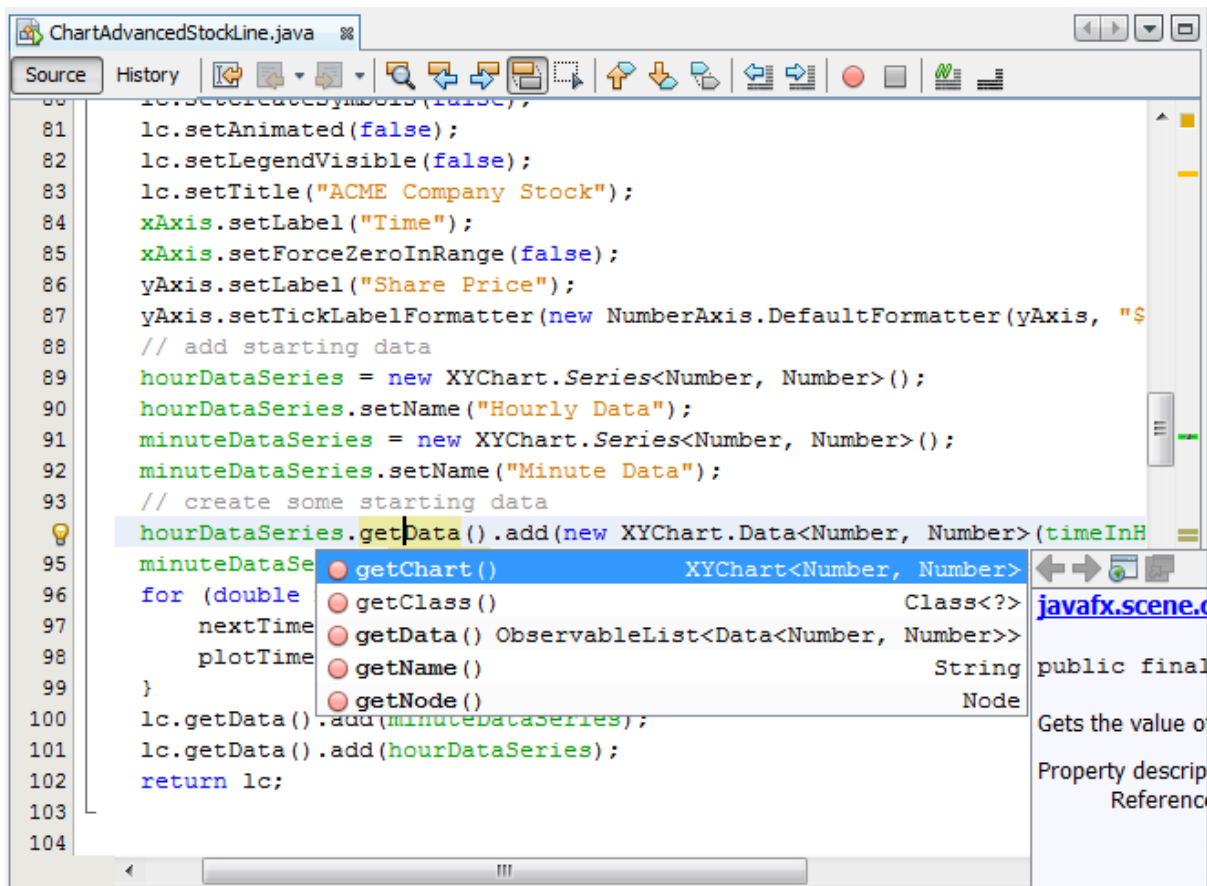 ChartAdvancedStockLine.java
Source History
80 lc.setCreateSymbols(false);
81 lc.setAnimated(false);
82 lc.setLegendVisible(false);
83 lc.setTitle("ACME Company Stock");
84 xAxis.setLabel("Time");
85 xAxis.setForceZeroInRange(false);
86 yAxis.setLabel("Share Price");
87 yAxis.setTickLabelFormatter(new NumberAxis.DefaultFormatter(yAxis, "$
88 // add starting data
89 hourDataSeries = new XYChart.Series<Number, Number>();
90 hourDataSeries.setName("Hourly Data");
91 minuteDataSeries = new XYChart.Series<Number, Number>();
92 minuteDataSeries.setName("Minute Data");
93 // create some starting data
hourDataSeries.getData().add(new XYChart.Data<Number, Number>(timeInH
95 minuteDataSe
getChart() XYChart<Number, Number>
96 for (double
getClass() Class<?>
javafx.scene.c
97 nextTime
getData() ObservableList<Data<Number, Number>>
98 plotTime
getName() String
public final
99 }
getNode() Node
100 lc.getData().add(minuteDataSeries);
Gets the value of
101 lc.getData().add(hourDataSeries);
102 return lc;
Property descrip
Reference
103
104